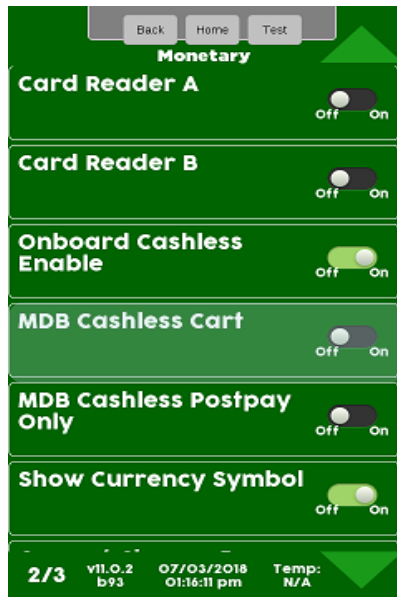 Back Home Test
Monetary
Card Reader A
Off On
Card Reader B
Off On
Onboard Cashless
Enable
Off On
MDB Cashless Cart
Off On
MDB Cashless Postpay
Only
Off On
Show Currency Symbol
Off On
2/3 v11.0.2 07/03/2018 Temp:
b93 01:16:11 pm N/A